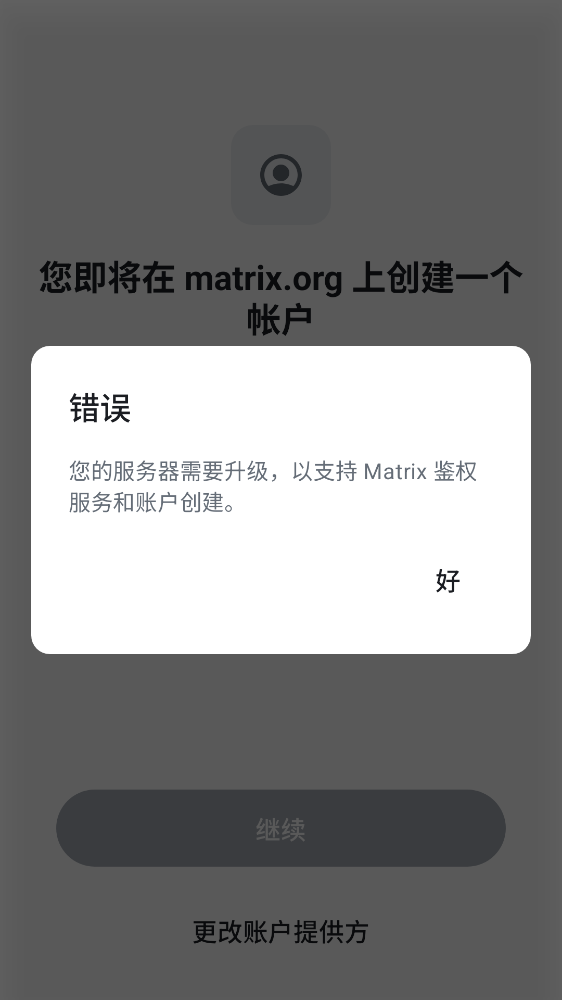 您即将在 matrix.org 上创建一个
帐户
错误
您的服务器需要升级，以支持 Matrix 鉴权
服务和账户创建。
好
继续
更改账户提供方